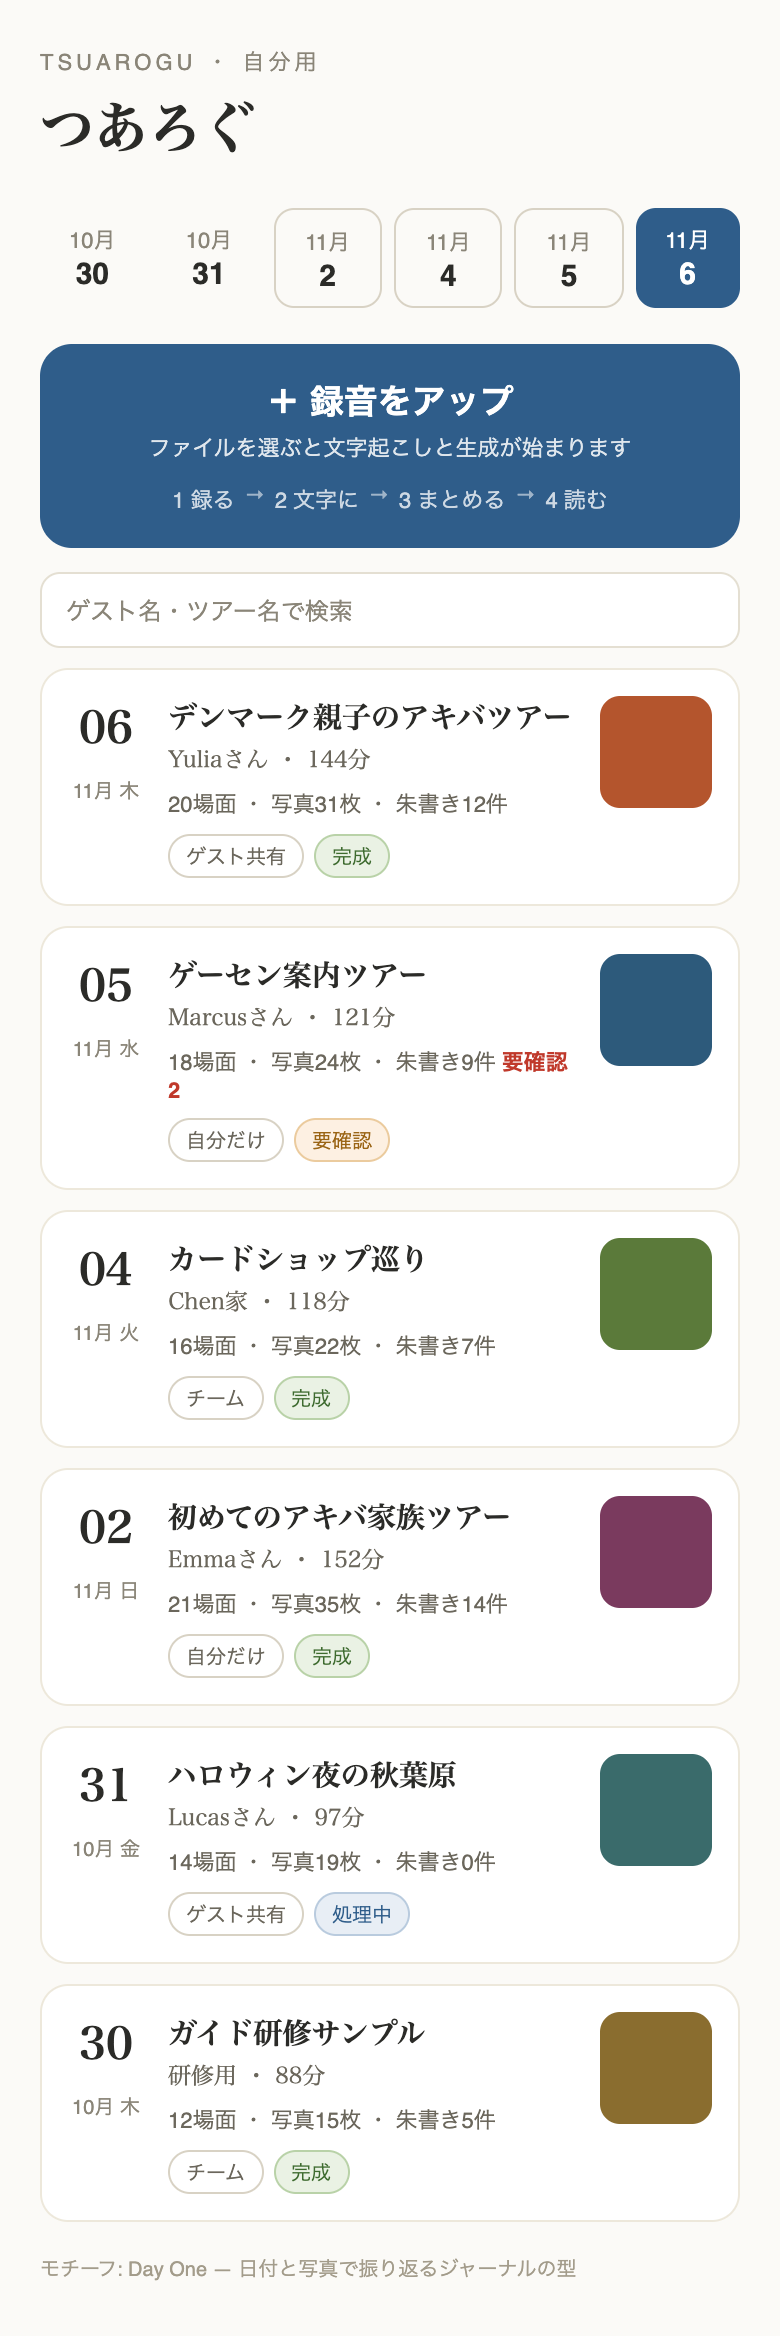 TSUAROGU ・ 自分用
つあろぐ
10月 10月 11月 11月 11月 11月
30 31 2 4 5 6
＋ 録音をアップ
ファイルを選ぶと文字起こしと生成が始まります
1 録る → 2 文字に → 3 まとめる → 4 読む
ゲスト名・ツアー名で検索
06
11月 木
デンマーク親子のアキバツアー
Yuliaさん ・ 144分
20場面 ・ 写真31枚 ・ 朱書き12件
ゲスト共有 完成
05
11月 水
ゲーセン案内ツアー
Marcusさん ・ 121分
18場面 ・ 写真24枚 ・ 朱書き9件 要確認
2
自分だけ 要確認
04
11月 火
カードショップ巡り
Chen家 ・ 118分
16場面 ・ 写真22枚 ・ 朱書き7件
チーム 完成
02
11月 日
初めてのアキバ家族ツアー
Emmaさん ・ 152分
21場面 ・ 写真35枚 ・ 朱書き14件
自分だけ 完成
31
10月 金
ハロウィン夜の秋葉原
Lucasさん ・ 97分
14場面 ・ 写真19枚 ・ 朱書き0件
ゲスト共有 処理中
30
10月 木
ガイド研修サンプル
研修用 ・ 88分
12場面 ・ 写真15枚 ・ 朱書き5件
チーム 完成
モチーフ: Day One — 日付と写真で振り返るジャーナルの型